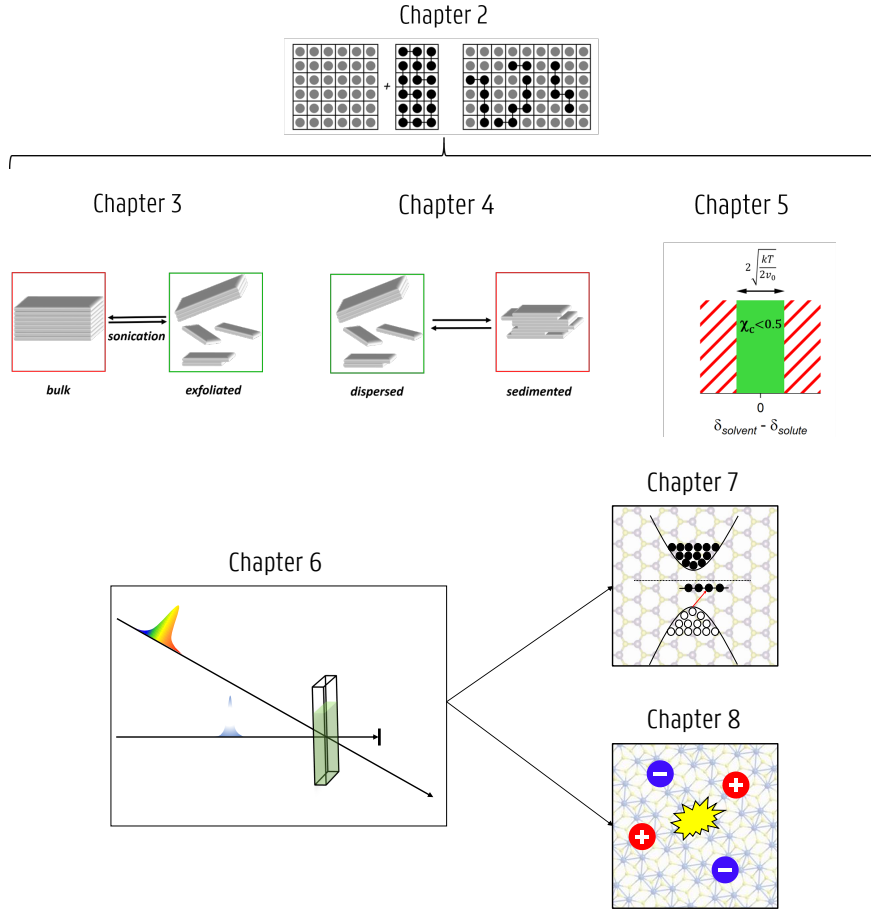 Chapter 2
+
Chapter 3
Chapter 4
Chapter 5
sonication
bulk
exfoliated
dispersed
sedimented
2√(kT/2v₀)
χc<0.5
0
δsolvent - δsolute
Chapter 6
Chapter 7
Chapter 8
− +
+ −